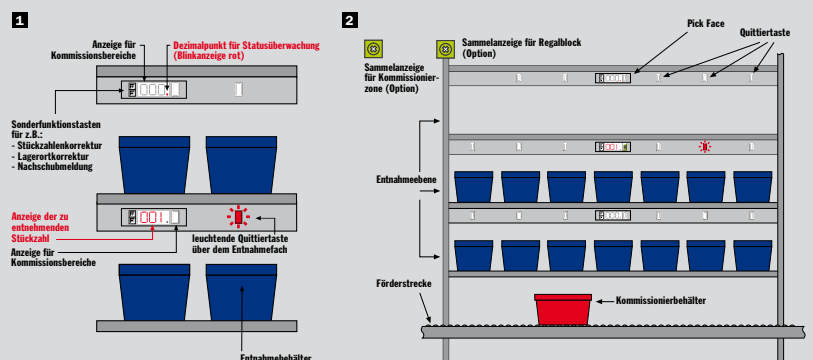 1
Anzeige für
Kommissionsbereiche
Dezimalpunkt für Statusüberwachung
(Blinkanzeige rot)
Sonderfunktionstasten
für z.B.:
- Stückzahlenkorrektur
- Lagerortkorrektur
- Nachschubmeldung
Anzeige der zu
entnehmenden
Stückzahl
001.
Anzeige für
Kommissionsbereiche
leuchtende Quittiertaste
über dem Entnahmefach
Entnahmebehälter
2
Sammelanzeige
für Kommissionier-
zone (Option)
Sammelanzeige für Regalblock
(Option)
Pick Face
Quittiertaste
001.
Entnahmeebene
Förderstrecke
Kommissionierbehälter